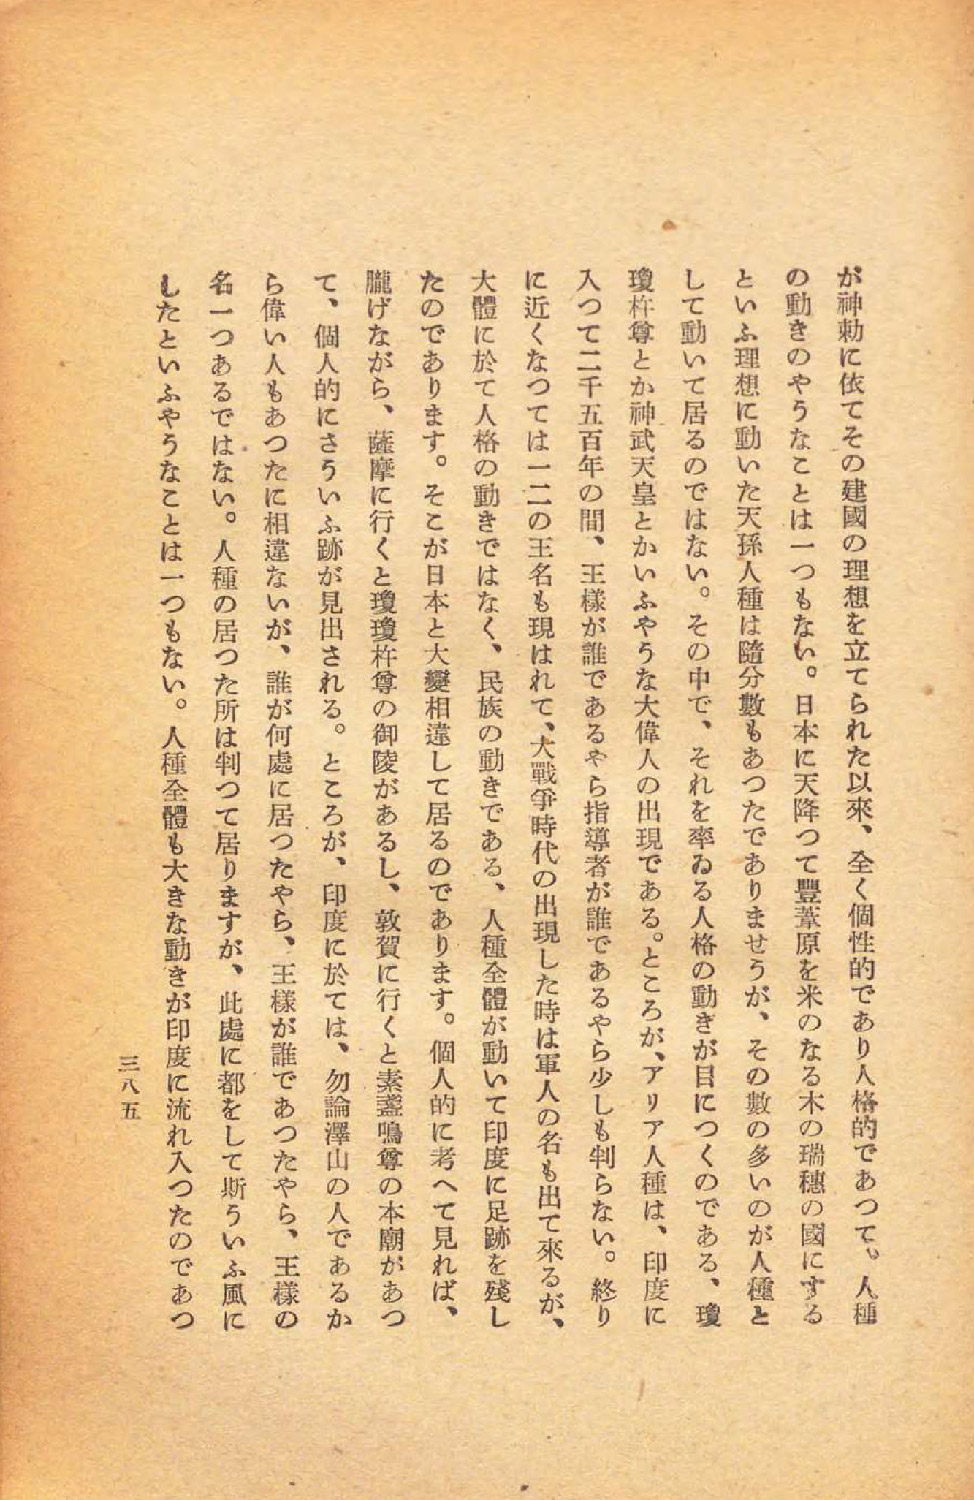 が神勅に依てその建國の理想を立てられた以來、全く個性的であり人格的であつて、人種
の動きのやうなことは一つもない。日本に天降つて豐葦原を米のなる木の瑞穗の國にする
といふ理想に動いた天孫人種は隨分數もあつたでありませうが、その數の多いのが人種と
して動いて居るのではない。その中で、それを率ゐる人格の動きが目につくのである、瓊
瓊杵尊とか神武天皇とかいふやうな大偉人の出現である。ところが、アリア人種は、印度に
入つて二千五百年の間、王樣が誰であるやら指導者が誰であるやら少しも判らない。終り
に近くなつては一二の王名も現はれて、大戰爭時代の出現した時は軍人の名も出て來るが、
大體に於て人格の動きではなく、民族の動きである、人種全體が動いて印度に足跡を殘し
たのであります。そこが日本と大變相違して居るのであります。個人的に考へて見れば、
朧げながら、薩摩に行くと瓊瓊杵尊の御陵があるし、敦賀に行くと素盞嗚尊の本廟があつ
て、個人的にさういふ跡が見出される。ところが、印度に於ては、勿論澤山の人であるか
ら偉い人もあつたに相違ないが、誰が何處に居つたやら、王樣が誰であつたやら、王樣の
名一つあるではない。人種の居つた所は判つて居りますが、此處に都をして斯ういふ風に
したといふやうなことは一つもない。人種全體も大きな動きが印度に流れ入つたのであつ
三八五